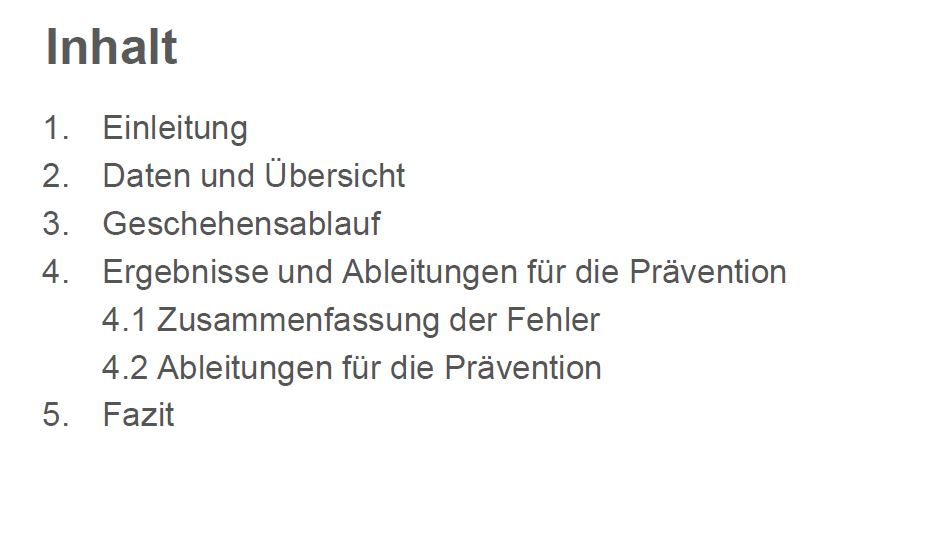 Inhalt
1. Einleitung
2. Daten und Übersicht
3. Geschehensablauf
4. Ergebnisse und Ableitungen für die Prävention
4.1 Zusammenfassung der Fehler
4.2 Ableitungen für die Prävention
5. Fazit